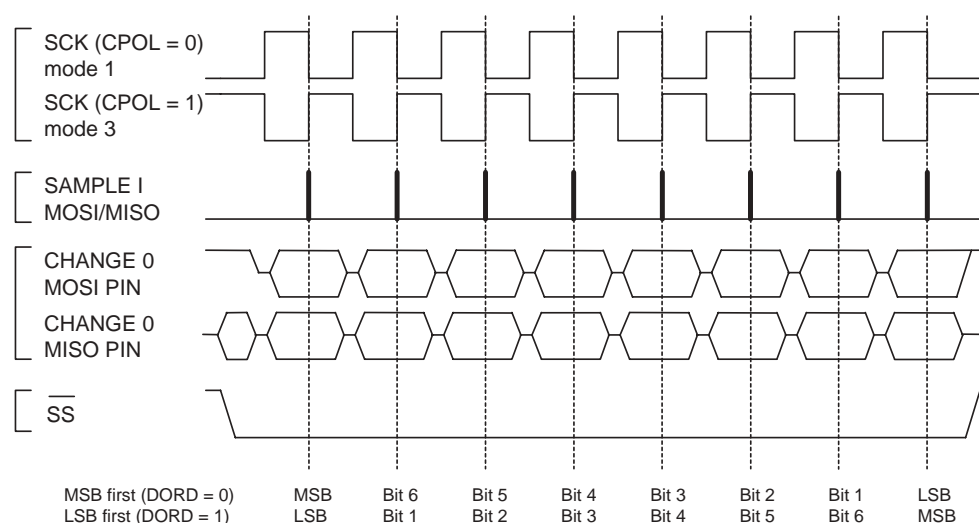 SCK (CPOL = 0)
mode 1
SCK (CPOL = 1)
mode 3
SAMPLE I
MOSI/MISO
CHANGE 0
MOSI PIN
CHANGE 0
MISO PIN
SS
MSB first (DORD = 0) MSB Bit 6 Bit 5 Bit 4 Bit 3 Bit 2 Bit 1 LSB
LSB first (DORD = 1) LSB Bit 1 Bit 2 Bit 3 Bit 4 Bit 5 Bit 6 MSB